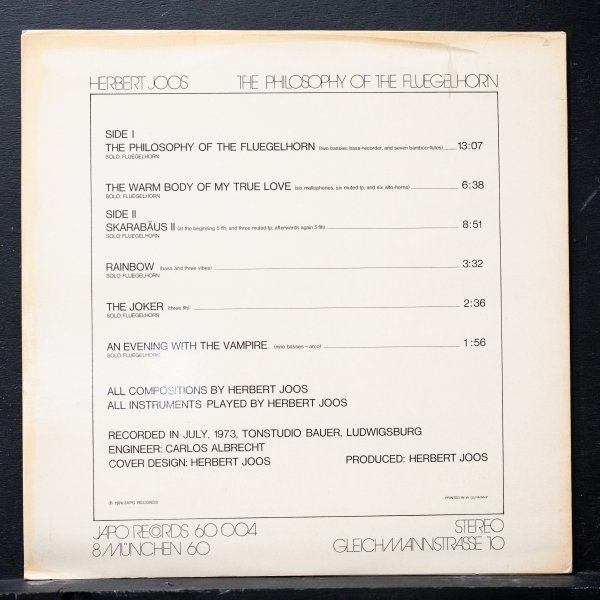 HERBERT JOOS THE PHILOSOPHY OF THE FLUEGELHORN
SIDE I
THE PHILOSOPHY OF THE FLUEGELHORN (two basses, bass-recorder, and seven bamboo-flutes) 13:07
SOLO: FLUEGELHORN
THE WARM BODY OF MY TRUE LOVE (six mellophones, six muted tp, and six alto-horns) 6:38
SOLO: FLUEGELHORN
SIDE II
SKARABÄUS II (at the beginning 5 flh, and three muted tp, afterwards again 5 flh) 8:51
SOLO: FLUEGELHORN
RAINBOW (bass and three vibes) 3:32
SOLO: FLUEGELHORN
THE JOKER (three flh) 2:36
SOLO: FLUEGELHORN
AN EVENING WITH THE VAMPIRE (nine basses – arco) 1:56
SOLO: FLUEGELHORN
ALL COMPOSITIONS BY HERBERT JOOS
ALL INSTRUMENTS PLAYED BY HERBERT JOOS
RECORDED IN JULY, 1973, TONSTUDIO BAUER, LUDWIGSBURG
ENGINEER: CARLOS ALBRECHT
COVER DESIGN: HERBERT JOOS PRODUCED: HERBERT JOOS
℗ 1974 JAPO RECORDS PRINTED IN W. GERMANY
JAPO RECORDS 60 004 STEREO
8 MÜNCHEN 60 GLEICHMANNSTRASSE 10